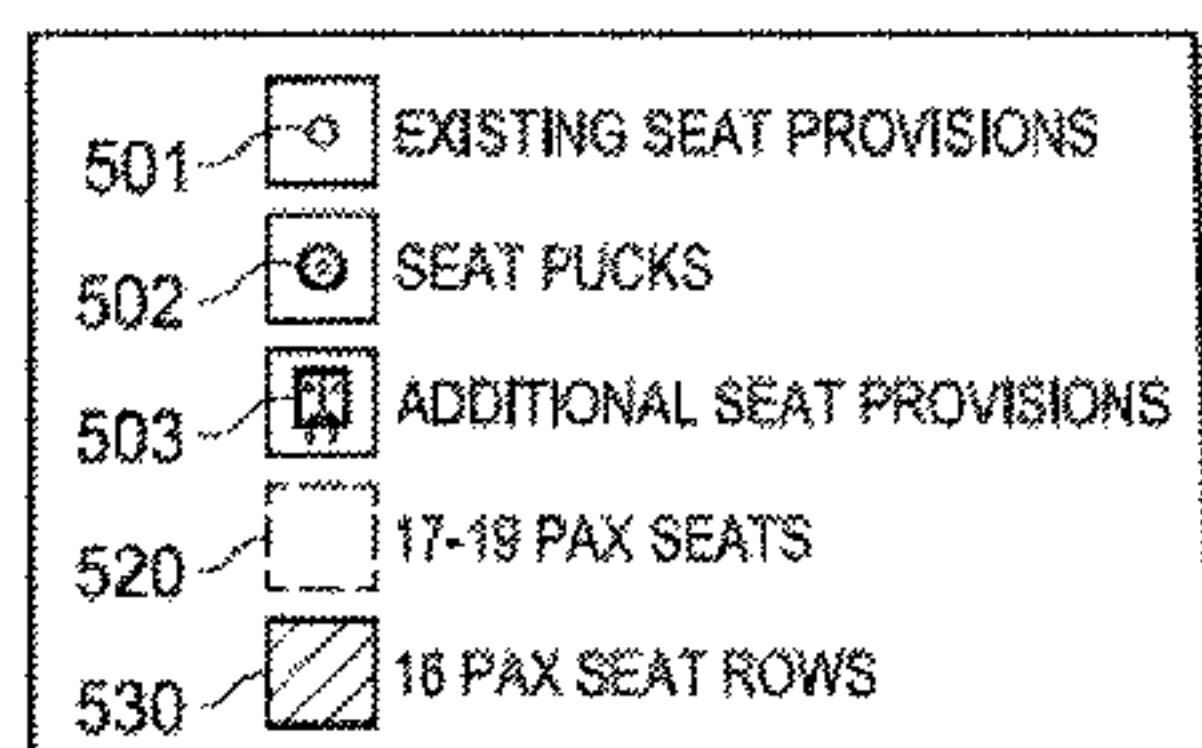 501 EXISTING SEAT PROVISIONS
502 SEAT PUCKS
503 ADDITIONAL SEAT PROVISIONS
520 17-19 PAX SEATS
530 16 PAX SEAT ROWS